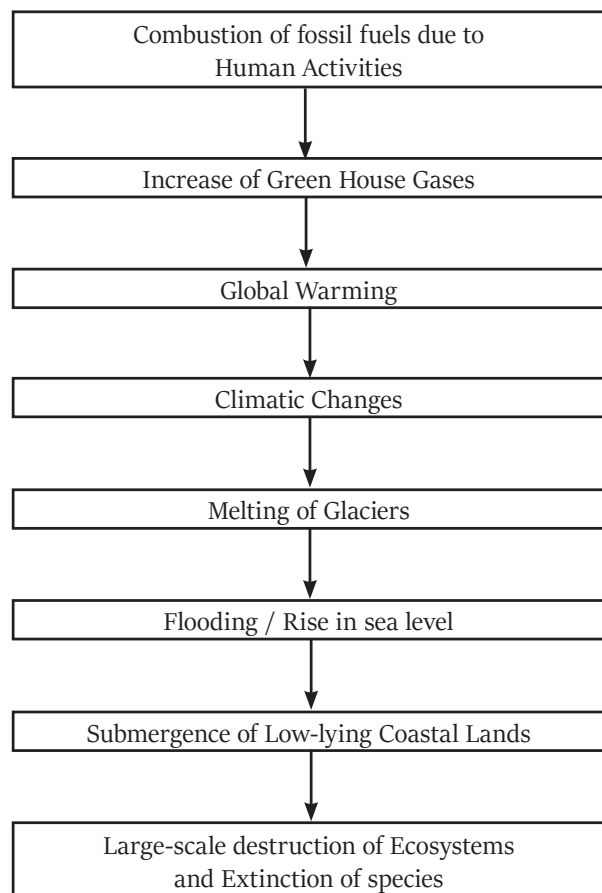 Combustion of fossil fuels due to
Human Activities
Increase of Green House Gases
Global Warming
Climatic Changes
Melting of Glaciers
Flooding / Rise in sea level
Submergence of Low-lying Coastal Lands
Large-scale destruction of Ecosystems
and Extinction of species